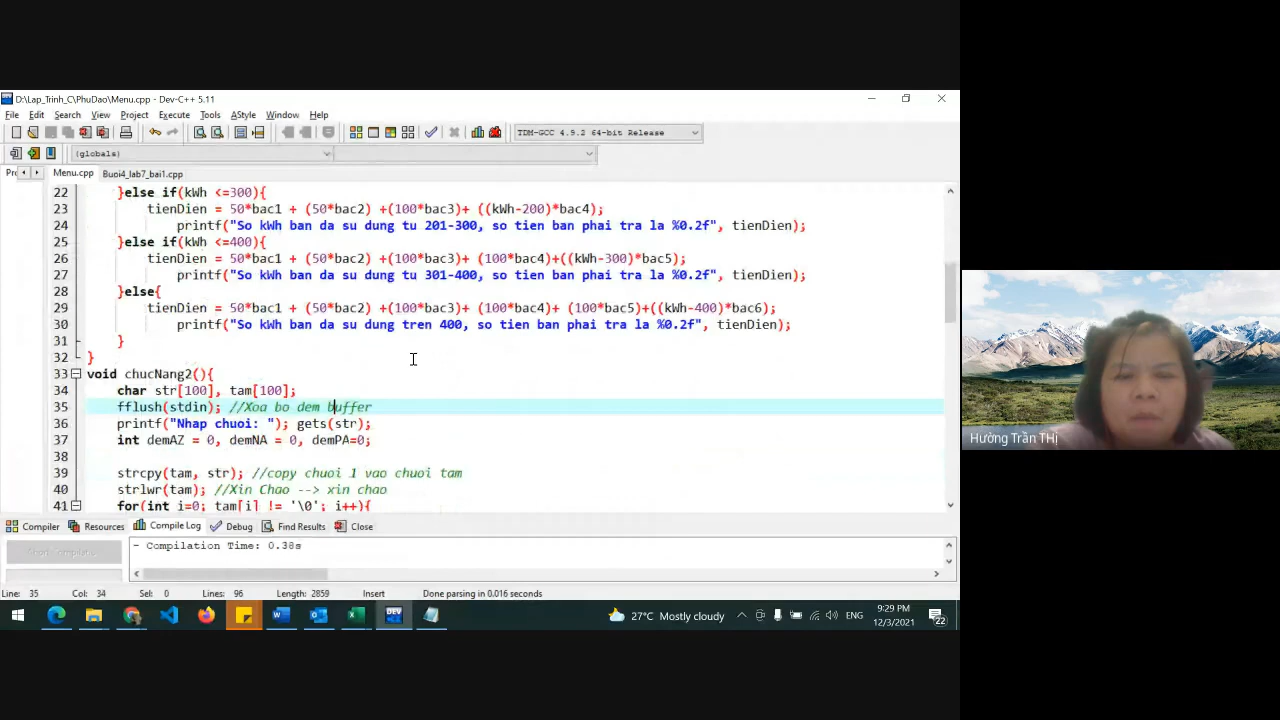 D:\Lap_Trinh_C\PhuDao\Menu.cpp - Dev-C++ 5.11
File Edit Search View Project Execute Tools AStyle Window Help
TDM-GCC 4.9.2 64-bit Release
(globals)
Menu.cpp Buoi4_lab7_bai1.cpp
22 }else if(kWh <=300){
23 tienDien = 50*bac1 + (50*bac2) +(100*bac3)+ ((kWh-200)*bac4);
24 printf("So kWh ban da su dung tu 201-300, so tien ban phai tra la %0.2f", tienDien);
25 }else if(kWh <=400){
26 tienDien = 50*bac1 + (50*bac2) +(100*bac3)+ (100*bac4)+((kWh-300)*bac5);
27 printf("So kWh ban da su dung tu 301-400, so tien ban phai tra la %0.2f", tienDien);
28 }else{
29 tienDien = 50*bac1 + (50*bac2) +(100*bac3)+ (100*bac4)+ (100*bac5)+((kWh-400)*bac6);
30 printf("So kWh ban da su dung tren 400, so tien ban phai tra la %0.2f", tienDien);
31 }
32 }
33 void chucNang2(){
34 char str[100], tam[100];
35 fflush(stdin); //Xoa bo dem buffer
36 printf("Nhap chuoi: "); gets(str);
37 int demAZ = 0, demNA = 0, demPA=0;
38
39 strcpy(tam, str); //copy chuoi 1 vao chuoi tam
40 strlwr(tam); //Xin Chao --> xin chao
41 for(int i=0; tam[i] != '\0'; i++){
Compiler Resources Compile Log Debug Find Results Close
- Compilation Time: 0.38s
Line: 35 Col: 34 Sel: 0 Lines: 96 Length: 2859 Insert Done parsing in 0.016 seconds
27°C Mostly cloudy ENG 9:29 PM
12/3/2021 22
Hường Trần THị